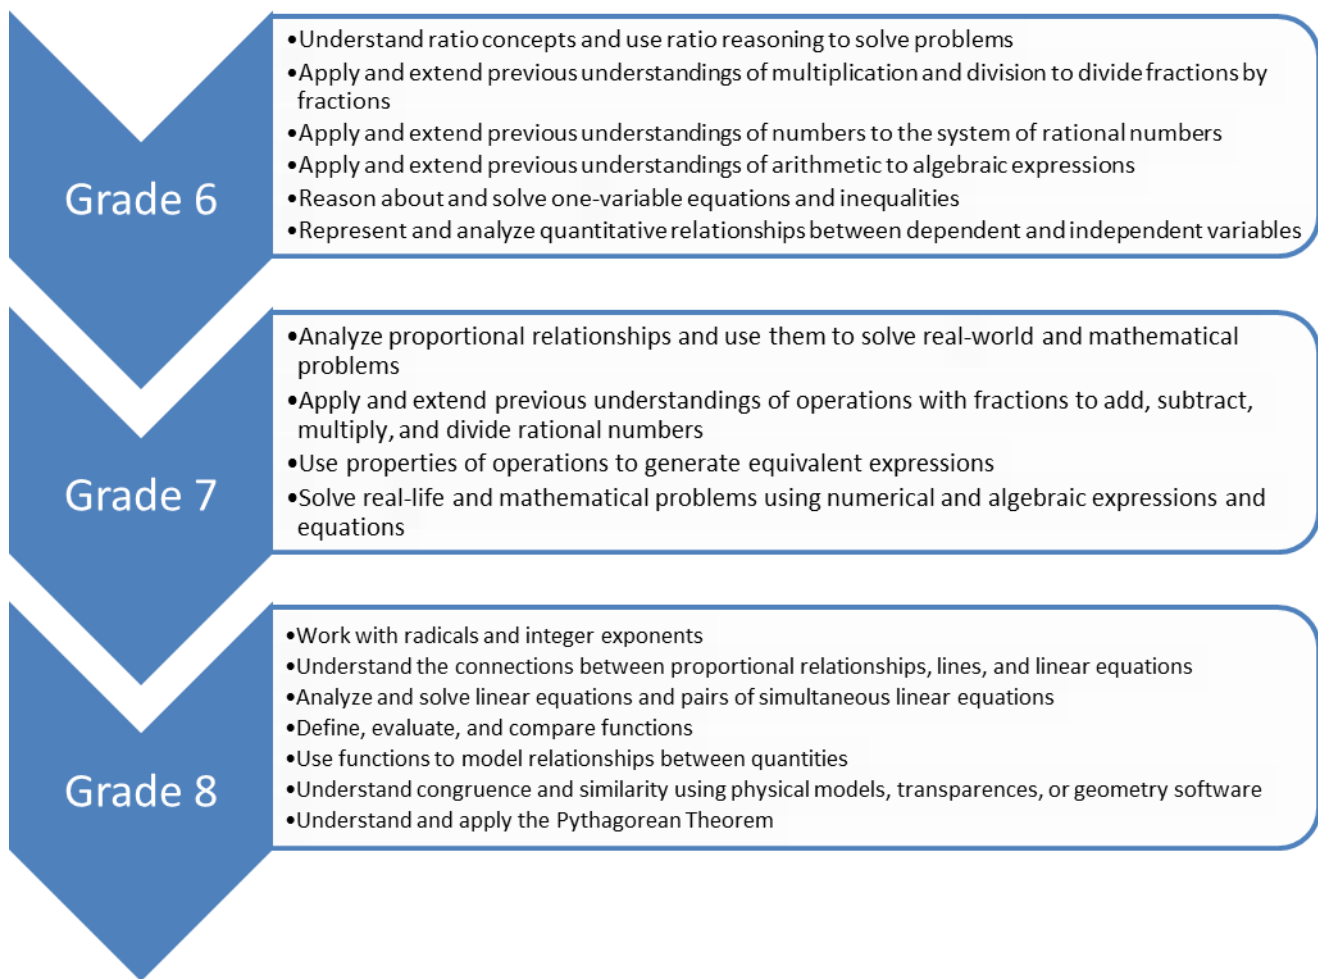 Grade 6
•Understand ratio concepts and use ratio reasoning to solve problems
•Apply and extend previous understandings of multiplication and division to divide fractions by
fractions
•Apply and extend previous understandings of numbers to the system of rational numbers
•Apply and extend previous understandings of arithmetic to algebraic expressions
•Reason about and solve one-variable equations and inequalities
•Represent and analyze quantitative relationships between dependent and independent variables
Grade 7
•Analyze proportional relationships and use them to solve real-world and mathematical
problems
•Apply and extend previous understandings of operations with fractions to add, subtract,
multiply, and divide rational numbers
•Use properties of operations to generate equivalent expressions
•Solve real-life and mathematical problems using numerical and algebraic expressions and
equations
Grade 8
•Work with radicals and integer exponents
•Understand the connections between proportional relationships, lines, and linear equations
•Analyze and solve linear equations and pairs of simultaneous linear equations
•Define, evaluate, and compare functions
•Use functions to model relationships between quantities
•Understand congruence and similarity using physical models, transparences, or geometry software
•Understand and apply the Pythagorean Theorem